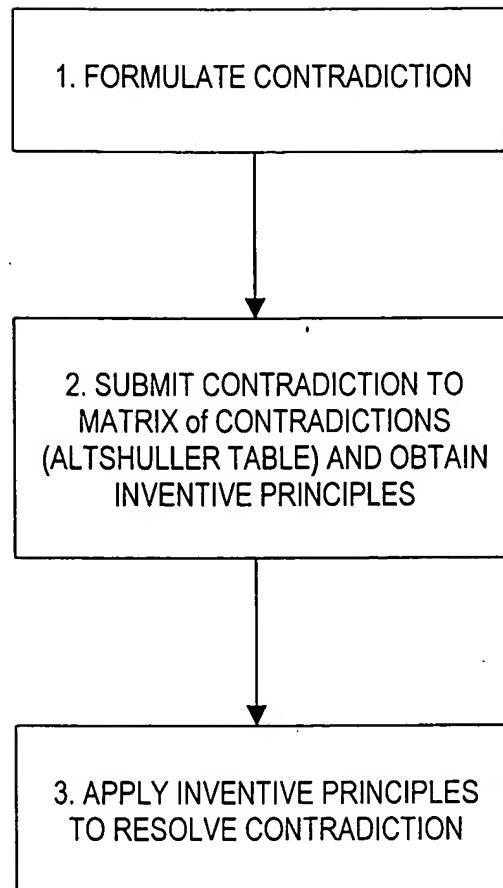 1. FORMULATE CONTRADICTION
2. SUBMIT CONTRADICTION TO
MATRIX of CONTRADICTIONS
(ALTSHULLER TABLE) AND OBTAIN
INVENTIVE PRINCIPLES
3. APPLY INVENTIVE PRINCIPLES
TO RESOLVE CONTRADICTION